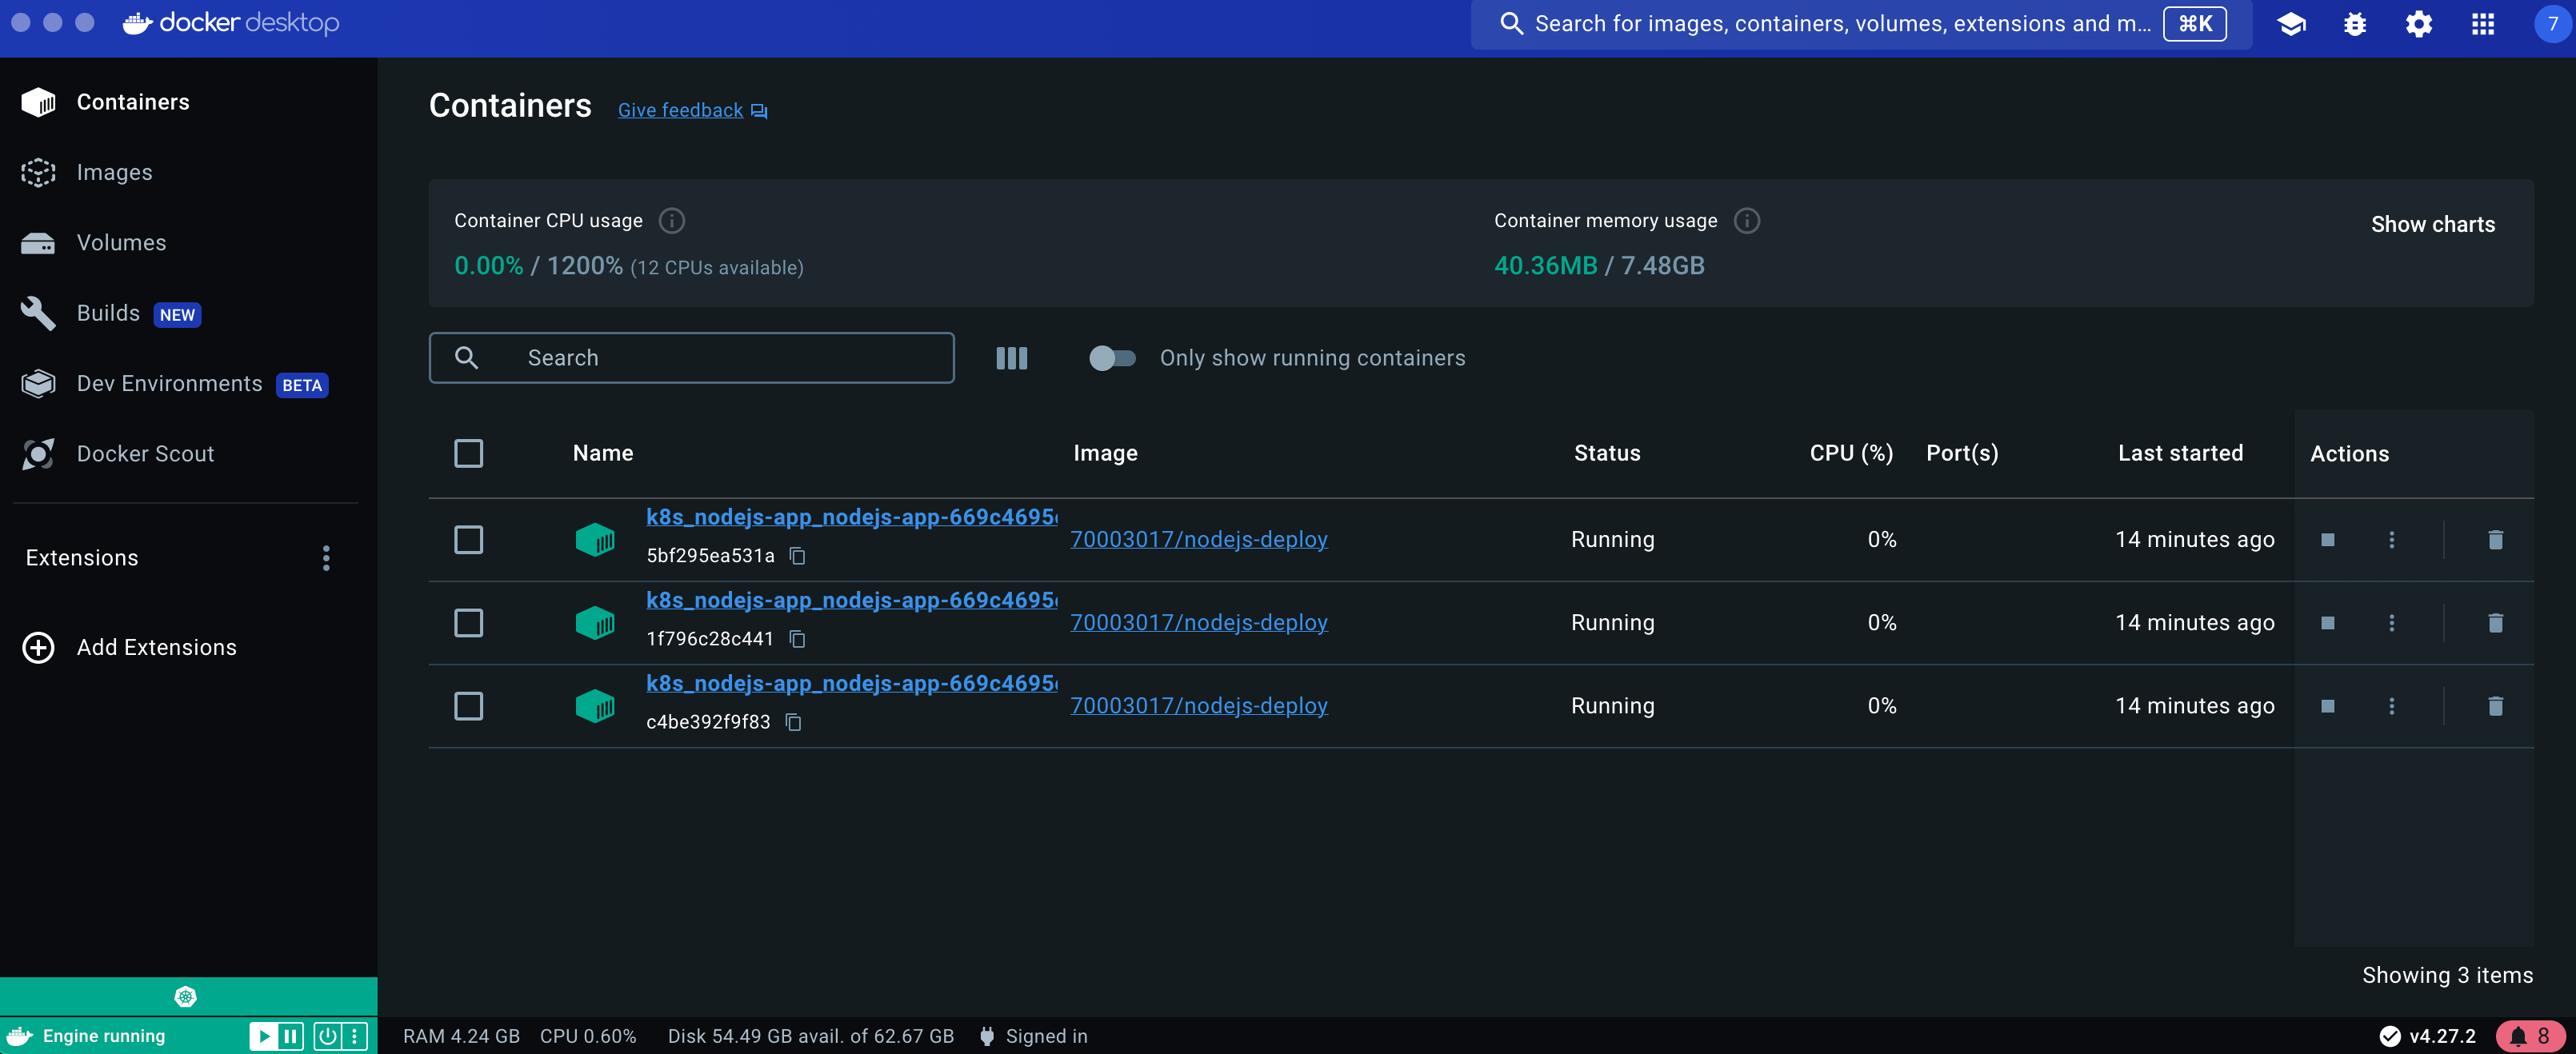 docker desktop
Search for images, containers, volumes, extensions and m... ⌘K
7
Containers
Images
Volumes
Builds NEW
Dev Environments BETA
Docker Scout
Extensions
Add Extensions
Containers Give feedback
Container CPU usage
0.00% / 1200% (12 CPUs available)
Container memory usage
40.36MB / 7.48GB
Show charts
Search
Only show running containers
Name Image Status CPU (%) Port(s) Last started Actions
k8s_nodejs-app_nodejs-app-669c4695
5bf295ea531a
70003017/nodejs-deploy Running 0% 14 minutes ago
k8s_nodejs-app_nodejs-app-669c4695
1f796c28c441
70003017/nodejs-deploy Running 0% 14 minutes ago
k8s_nodejs-app_nodejs-app-669c4695
c4be392f9f83
70003017/nodejs-deploy Running 0% 14 minutes ago
Showing 3 items
Engine running
RAM 4.24 GB CPU 0.60% Disk 54.49 GB avail. of 62.67 GB Signed in
v4.27.2
8